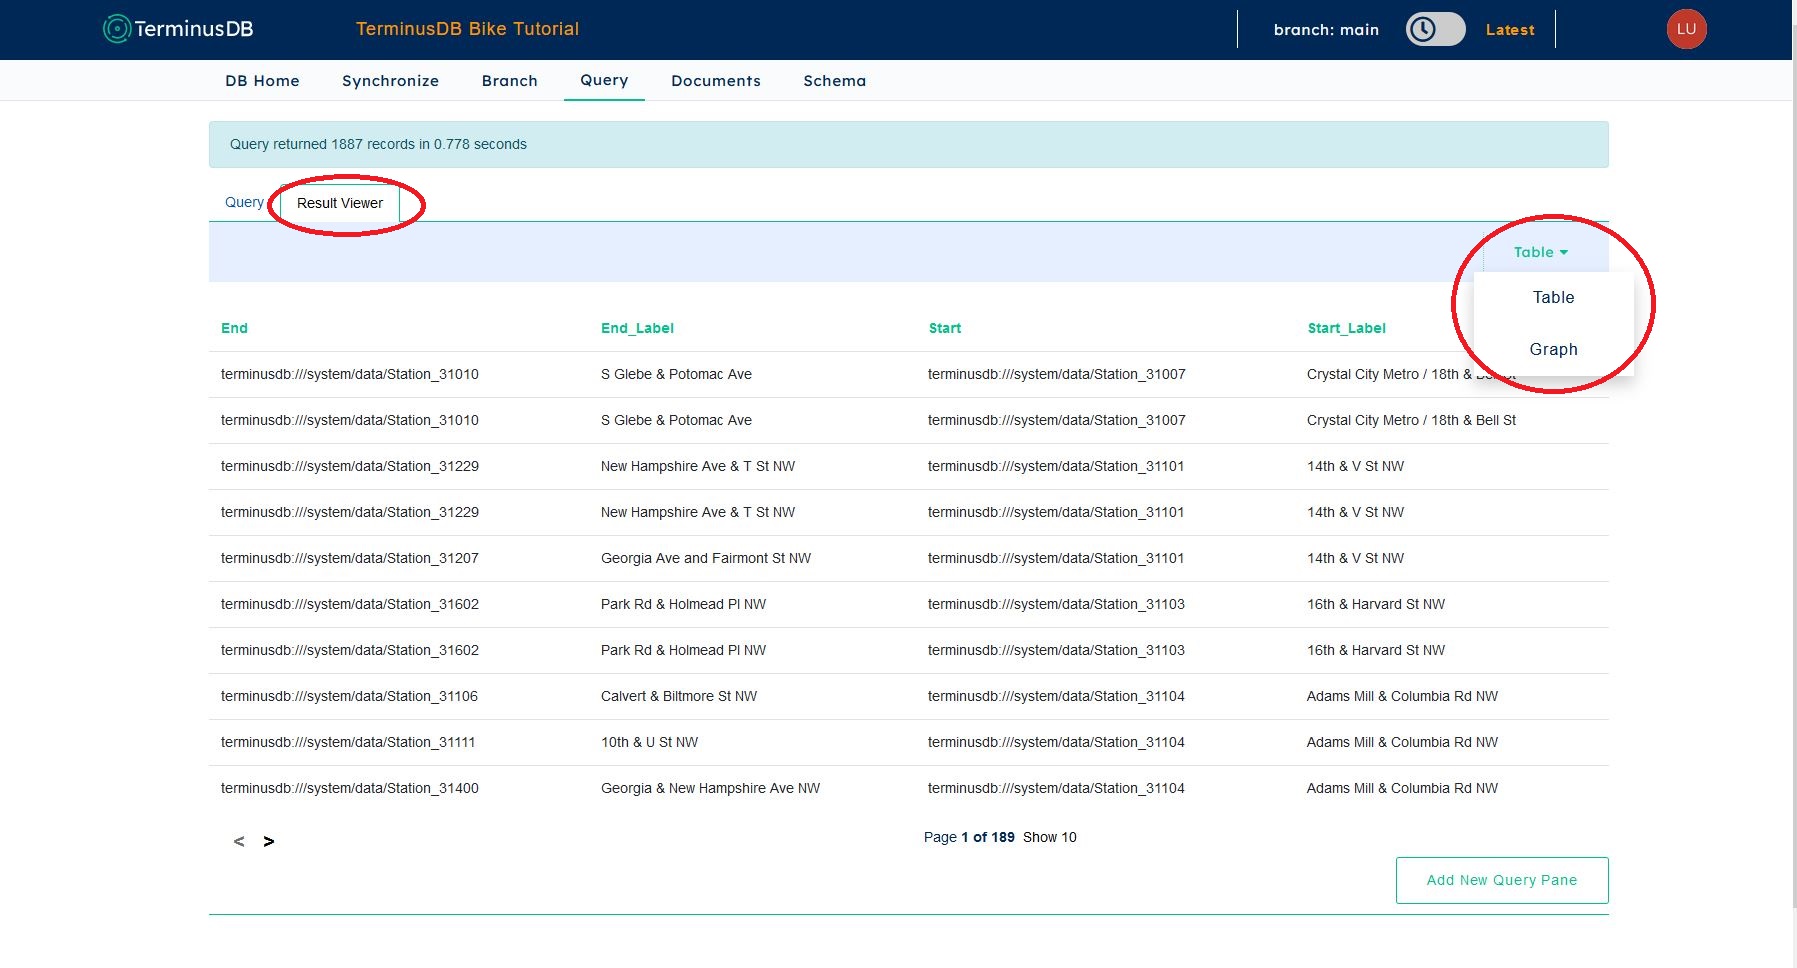 TerminusDB TerminusDB Bike Tutorial branch: main Latest LU
DB Home Synchronize Branch Query Documents Schema
Query returned 1887 records in 0.778 seconds
Query Result Viewer
Table
Table
Graph
End End_Label Start Start_Label
terminusdb:///system/data/Station_31010 S Glebe & Potomac Ave terminusdb:///system/data/Station_31007 Crystal City Metro / 18th & Bell St
terminusdb:///system/data/Station_31010 S Glebe & Potomac Ave terminusdb:///system/data/Station_31007 Crystal City Metro / 18th & Bell St
terminusdb:///system/data/Station_31229 New Hampshire Ave & T St NW terminusdb:///system/data/Station_31101 14th & V St NW
terminusdb:///system/data/Station_31229 New Hampshire Ave & T St NW terminusdb:///system/data/Station_31101 14th & V St NW
terminusdb:///system/data/Station_31207 Georgia Ave and Fairmont St NW terminusdb:///system/data/Station_31101 14th & V St NW
terminusdb:///system/data/Station_31602 Park Rd & Holmead Pl NW terminusdb:///system/data/Station_31103 16th & Harvard St NW
terminusdb:///system/data/Station_31602 Park Rd & Holmead Pl NW terminusdb:///system/data/Station_31103 16th & Harvard St NW
terminusdb:///system/data/Station_31106 Calvert & Biltmore St NW terminusdb:///system/data/Station_31104 Adams Mill & Columbia Rd NW
terminusdb:///system/data/Station_31111 10th & U St NW terminusdb:///system/data/Station_31104 Adams Mill & Columbia Rd NW
terminusdb:///system/data/Station_31400 Georgia & New Hampshire Ave NW terminusdb:///system/data/Station_31104 Adams Mill & Columbia Rd NW
< > Page 1 of 189 Show 10
Add New Query Pane